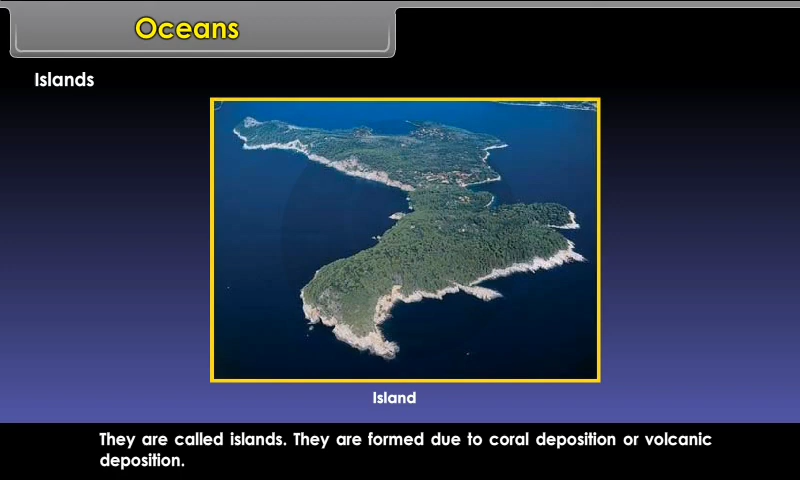 Oceans
Islands
Island
They are called islands. They are formed due to coral deposition or volcanic
deposition.